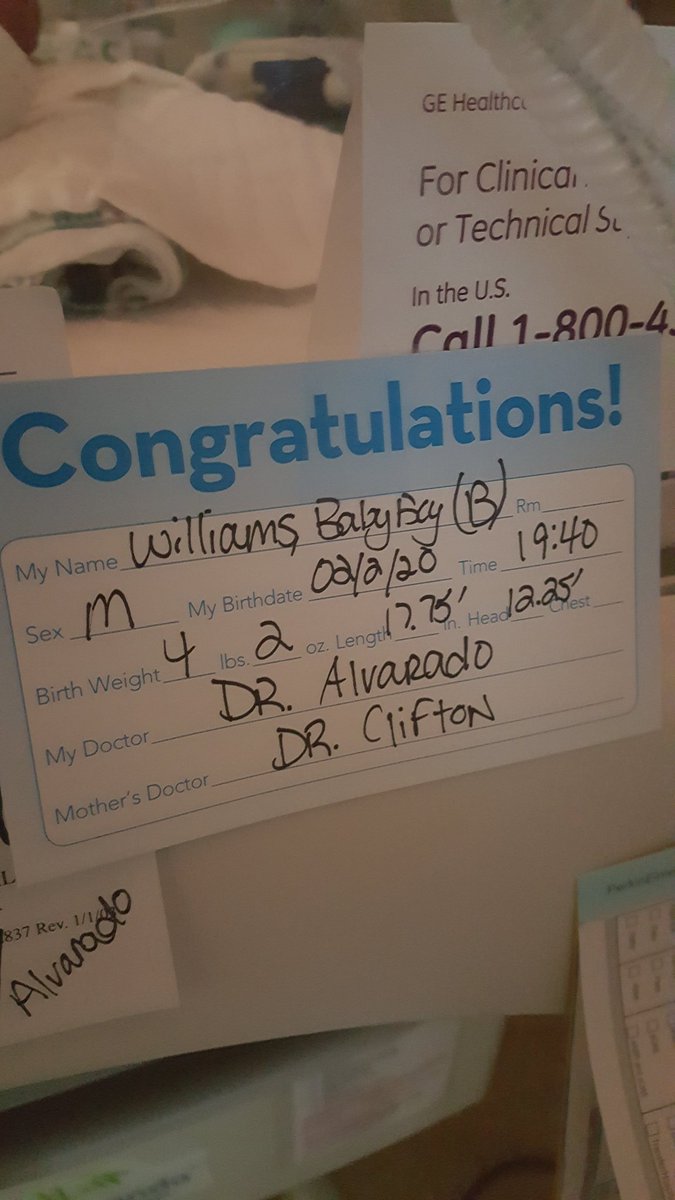 GE Healthc
For Clinical
or Technical
In the U.S.
Call 1-800-4
Congratulations!
My Name Williams, Baby Boy (B) Rm
Sex M My Birthdate 02/2/20 Time 19:40
Birth Weight 4 lbs. 2 oz. Length 17.75' in. Head 12.25' Chest
My Doctor DR. Alvarado
Mother's Doctor DR. Clifton
837 Rev. 1/1/
Alvarado